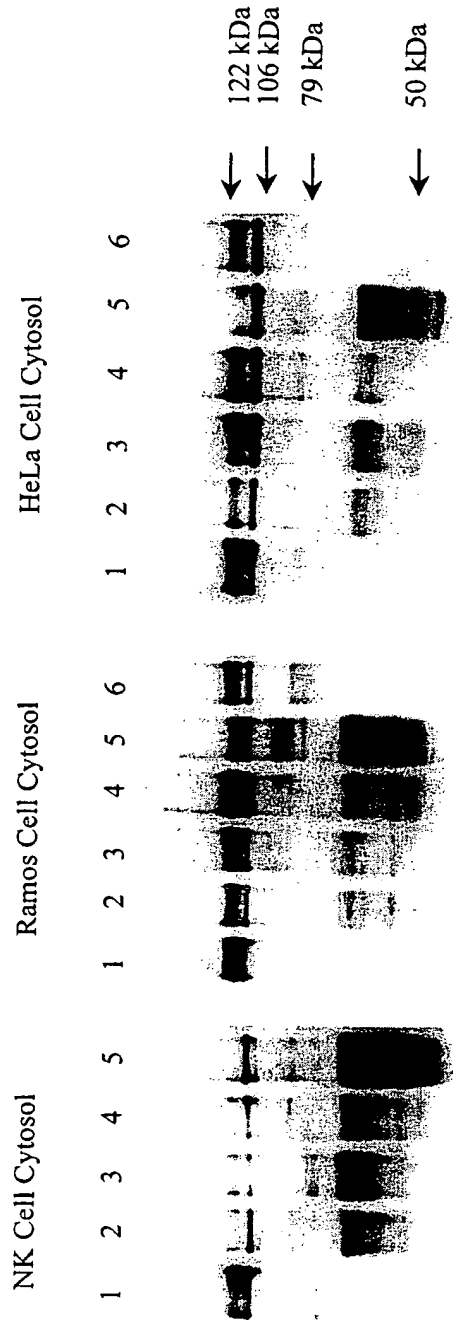 NK Cell Cytosol
1 2 3 4 5
Ramos Cell Cytosol
1 2 3 4 5 6
HeLa Cell Cytosol
1 2 3 4 5 6
122 kDa
106 kDa
79 kDa
50 kDa